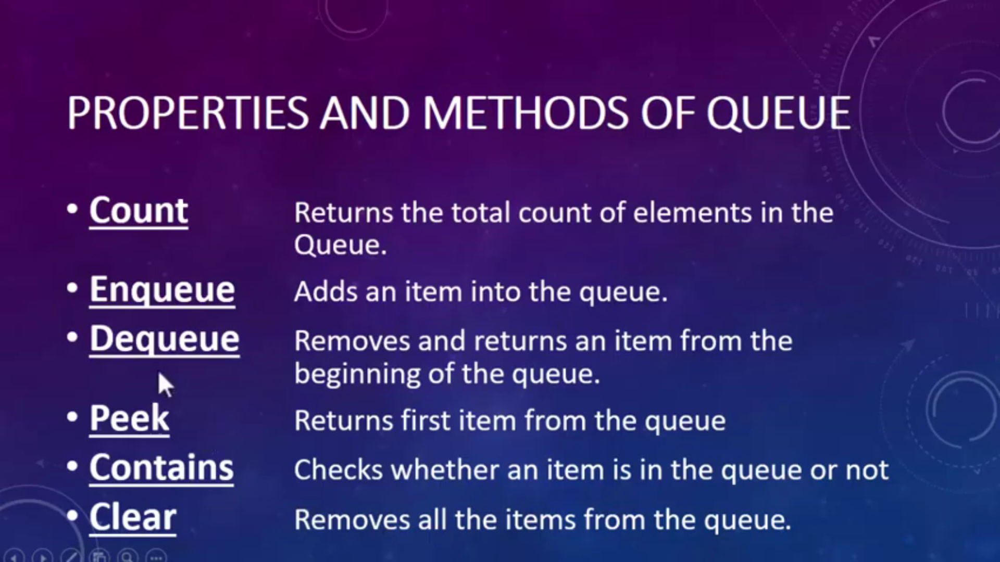 PROPERTIES AND METHODS OF QUEUE
• Count Returns the total count of elements in the
Queue.
• Enqueue Adds an item into the queue.
• Dequeue Removes and returns an item from the
beginning of the queue.
• Peek Returns first item from the queue
• Contains Checks whether an item is in the queue or not
• Clear Removes all the items from the queue.